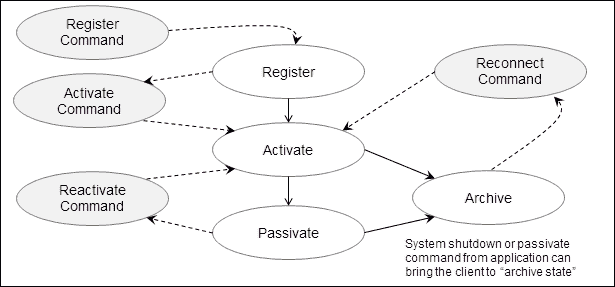 Register
Command
Register
Reconnect
Command
Activate
Command
Activate
Reactivate
Command
Archive
Passivate
System shutdown or passivate
command from application can
bring the client to “archive state”